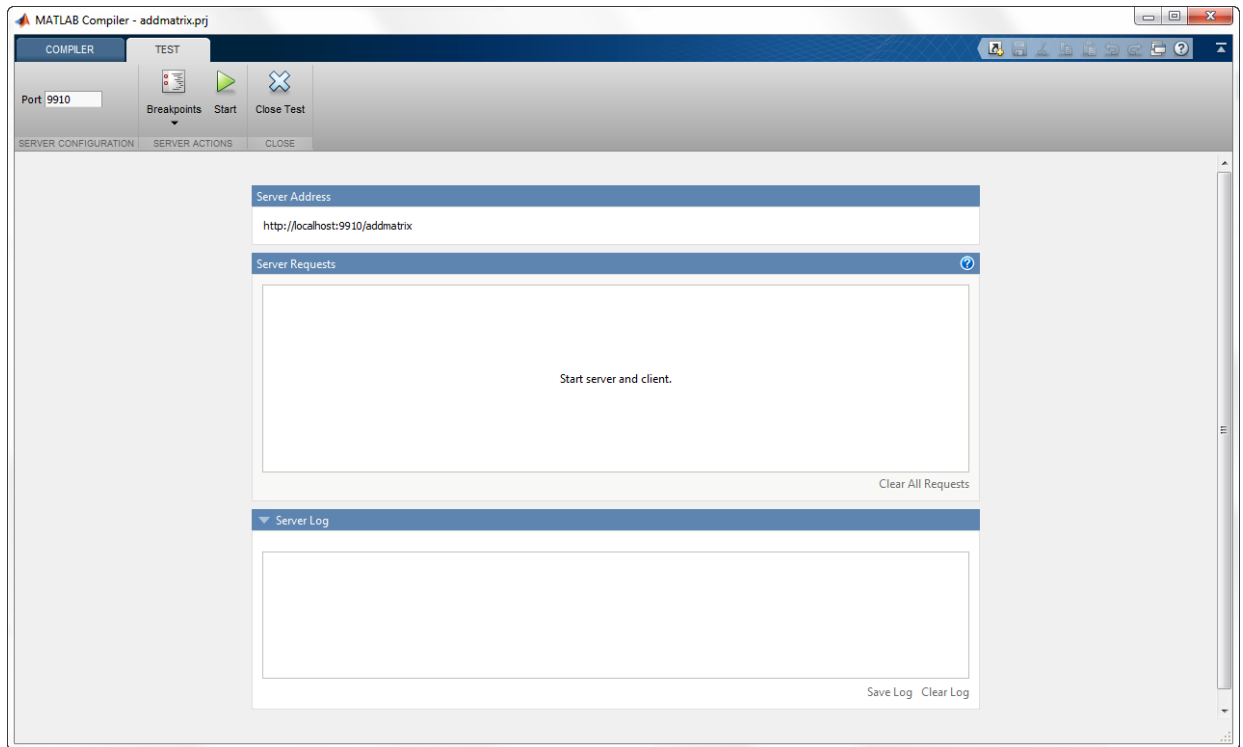 MATLAB Compiler - addmatrix.prj
COMPILER TEST
Port 9910
Breakpoints Start Close Test
SERVER CONFIGURATION SERVER ACTIONS CLOSE
Server Address
http://localhost:9910/addmatrix
Server Requests
Start server and client.
Clear All Requests
Server Log
Save Log Clear Log